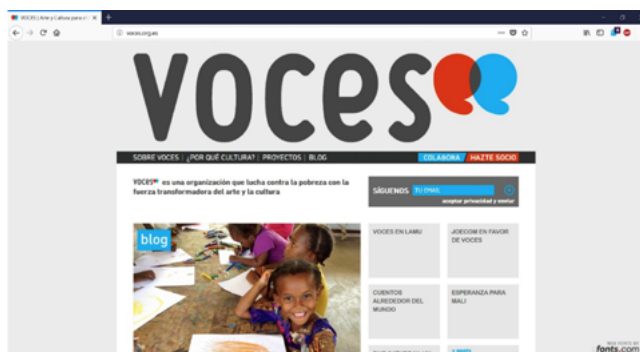 VOCES | Arte y Cultura para el
voces.org.es
VOCES
SOBRE VOCES | ¿POR QUÉ CULTURA? | PROYECTOS | BLOG
COLABORA
HAZTE SOCIO
VOCES es una organización que lucha contra la pobreza con la
fuerza transformadora del arte y la cultura
SÍGUENOS
TU EMAIL
aceptar privacidad y enviar
blog
VOCES EN LAMU
JOECOM EN FAVOR
DE VOCES
CUENTOS
ALREDEDOR DEL
MUNDO
ESPERANZA PARA
MALI
WEB FONTS BY
fonts.com